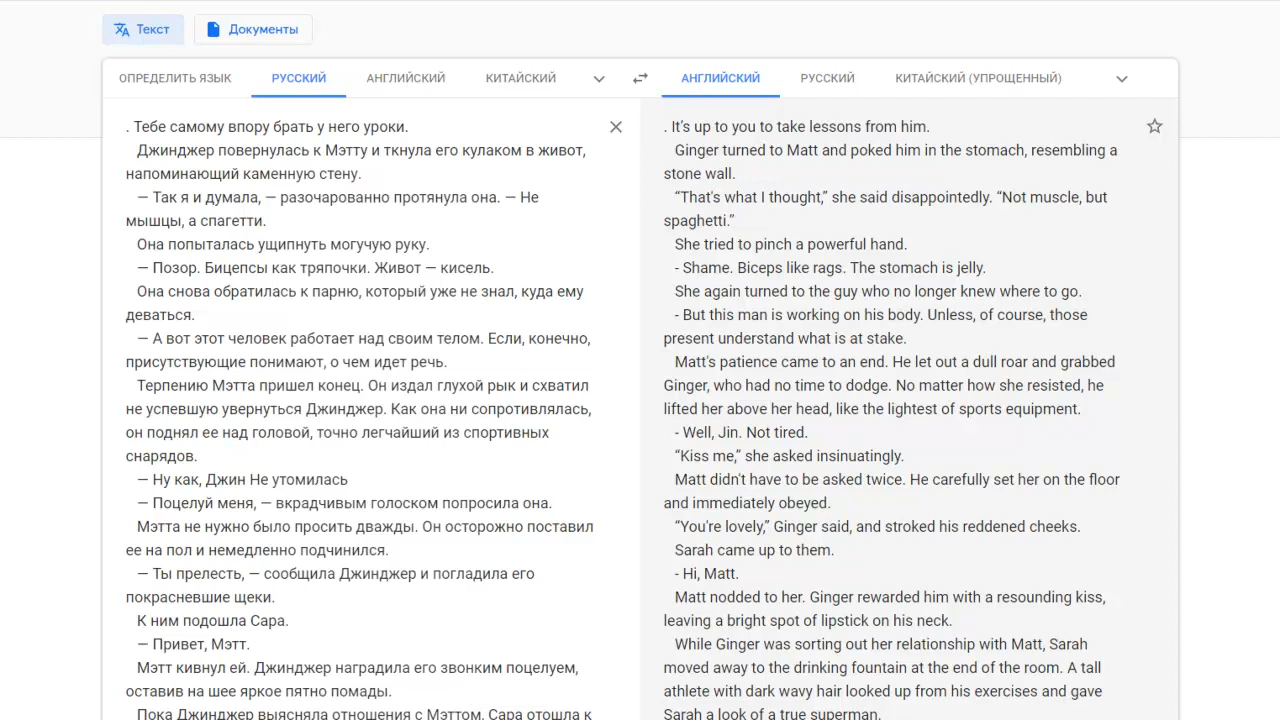 Текст
Документы
ОПРЕДЕЛИТЬ ЯЗЫК
РУССКИЙ
АНГЛИЙСКИЙ
КИТАЙСКИЙ
АНГЛИЙСКИЙ
РУССКИЙ
КИТАЙСКИЙ (УПРОЩЕННЫЙ)
. Тебе самому впору брать у него уроки.
Джинджер повернулась к Мэтту и ткнула его кулаком в живот,
напоминающий каменную стену.
— Так я и думала, — разочарованно протянула она. — Не
мышцы, а спагетти.
Она попыталась ущипнуть могучую руку.
— Позор. Бицепсы как тряпочки. Живот — кисель.
Она снова обратилась к парню, который уже не знал, куда ему
деваться.
— А вот этот человек работает над своим телом. Если, конечно,
присутствующие понимают, о чем идет речь.
Терпению Мэтта пришел конец. Он издал глухой рык и схватил
не успевшую увернуться Джинджер. Как она ни сопротивлялась,
он поднял ее над головой, точно легчайший из спортивных
снарядов.
— Ну как, Джин Не утомилась
— Поцелуй меня, — вкрадчивым голоском попросила она.
Мэтта не нужно было просить дважды. Он осторожно поставил
ее на пол и немедленно подчинился.
— Ты прелесть, — сообщила Джинджер и погладила его
покрасневшие щеки.
К ним подошла Сара.
— Привет, Мэтт.
Мэтт кивнул ей. Джинджер наградила его звонким поцелуем,
оставив на шее яркое пятно помады.
Пока Джинджер выясняла отношения с Мэттом, Сара отошла к
. It's up to you to take lessons from him.
Ginger turned to Matt and poked him in the stomach, resembling a
stone wall.
“That's what I thought,” she said disappointedly. “Not muscle, but
spaghetti.”
She tried to pinch a powerful hand.
- Shame. Biceps like rags. The stomach is jelly.
She again turned to the guy who no longer knew where to go.
- But this man is working on his body. Unless, of course, those
present understand what is at stake.
Matt's patience came to an end. He let out a dull roar and grabbed
Ginger, who had no time to dodge. No matter how she resisted, he
lifted her above her head, like the lightest of sports equipment.
- Well, Jin. Not tired.
“Kiss me,” she asked insinuatingly.
Matt didn't have to be asked twice. He carefully set her on the floor
and immediately obeyed.
“You're lovely,” Ginger said, and stroked his reddened cheeks.
Sarah came up to them.
- Hi, Matt.
Matt nodded to her. Ginger rewarded him with a resounding kiss,
leaving a bright spot of lipstick on his neck.
While Ginger was sorting out her relationship with Matt, Sarah
moved away to the drinking fountain at the end of the room. A tall
athlete with dark wavy hair looked up from his exercises and gave
Sarah a look of a true superman.